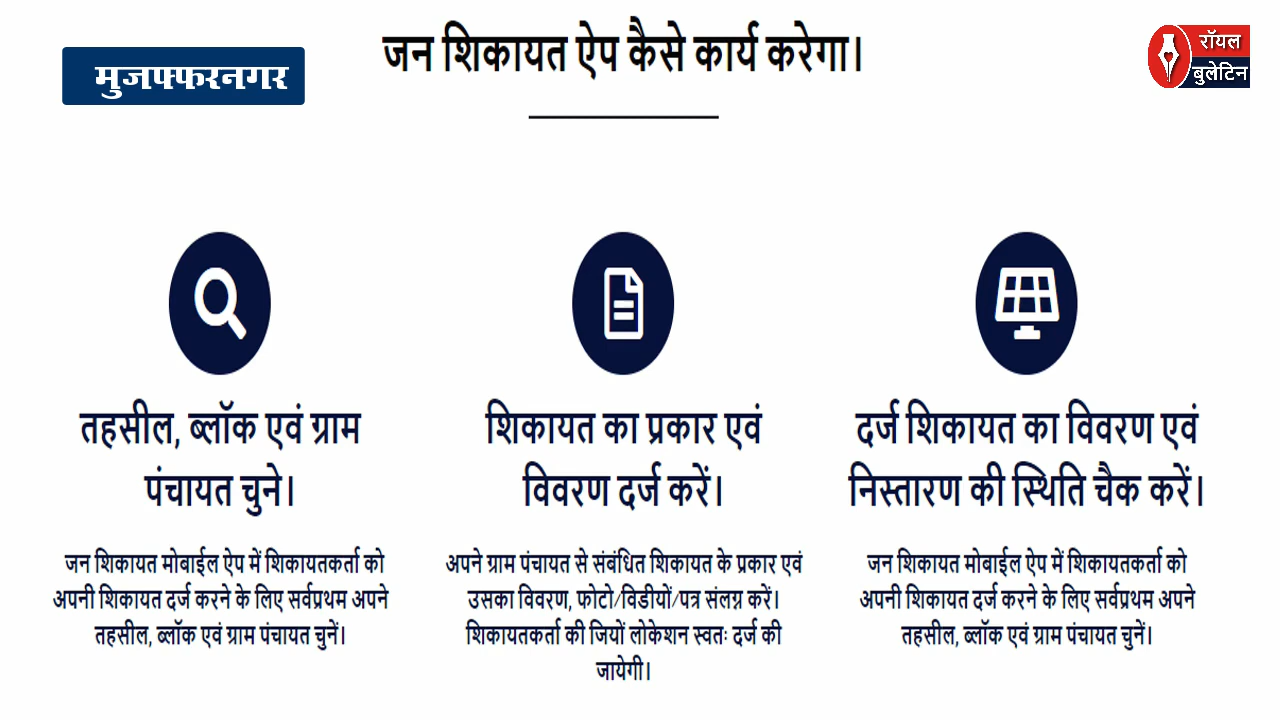 जन शिकायत ऐप कैसे कार्य करेगा।
मुजफ्फरनगर
रॉयल
बुलेटिन
तहसील, ब्लॉक एवं ग्राम
पंचायत चुने।
जन शिकायत मोबाईल ऐप में शिकायतकर्ता को
अपनी शिकायत दर्ज करने के लिए सर्वप्रथम अपने
तहसील, ब्लॉक एवं ग्राम पंचायत चुनें।
शिकायत का प्रकार एवं
विवरण दर्ज करें।
अपने ग्राम पंचायत से संबंधित शिकायत के प्रकार एवं
उसका विवरण, फोटो/विडीयों/पत्र संलग्न करें।
शिकायतकर्ता की जियों लोकेशन स्वतः दर्ज की
जायेगी।
दर्ज शिकायत का विवरण एवं
निस्तारण की स्थिति चैक करें।
जन शिकायत मोबाईल ऐप में शिकायतकर्ता को
अपनी शिकायत दर्ज करने के लिए सर्वप्रथम अपने
तहसील, ब्लॉक एवं ग्राम पंचायत चुनें।